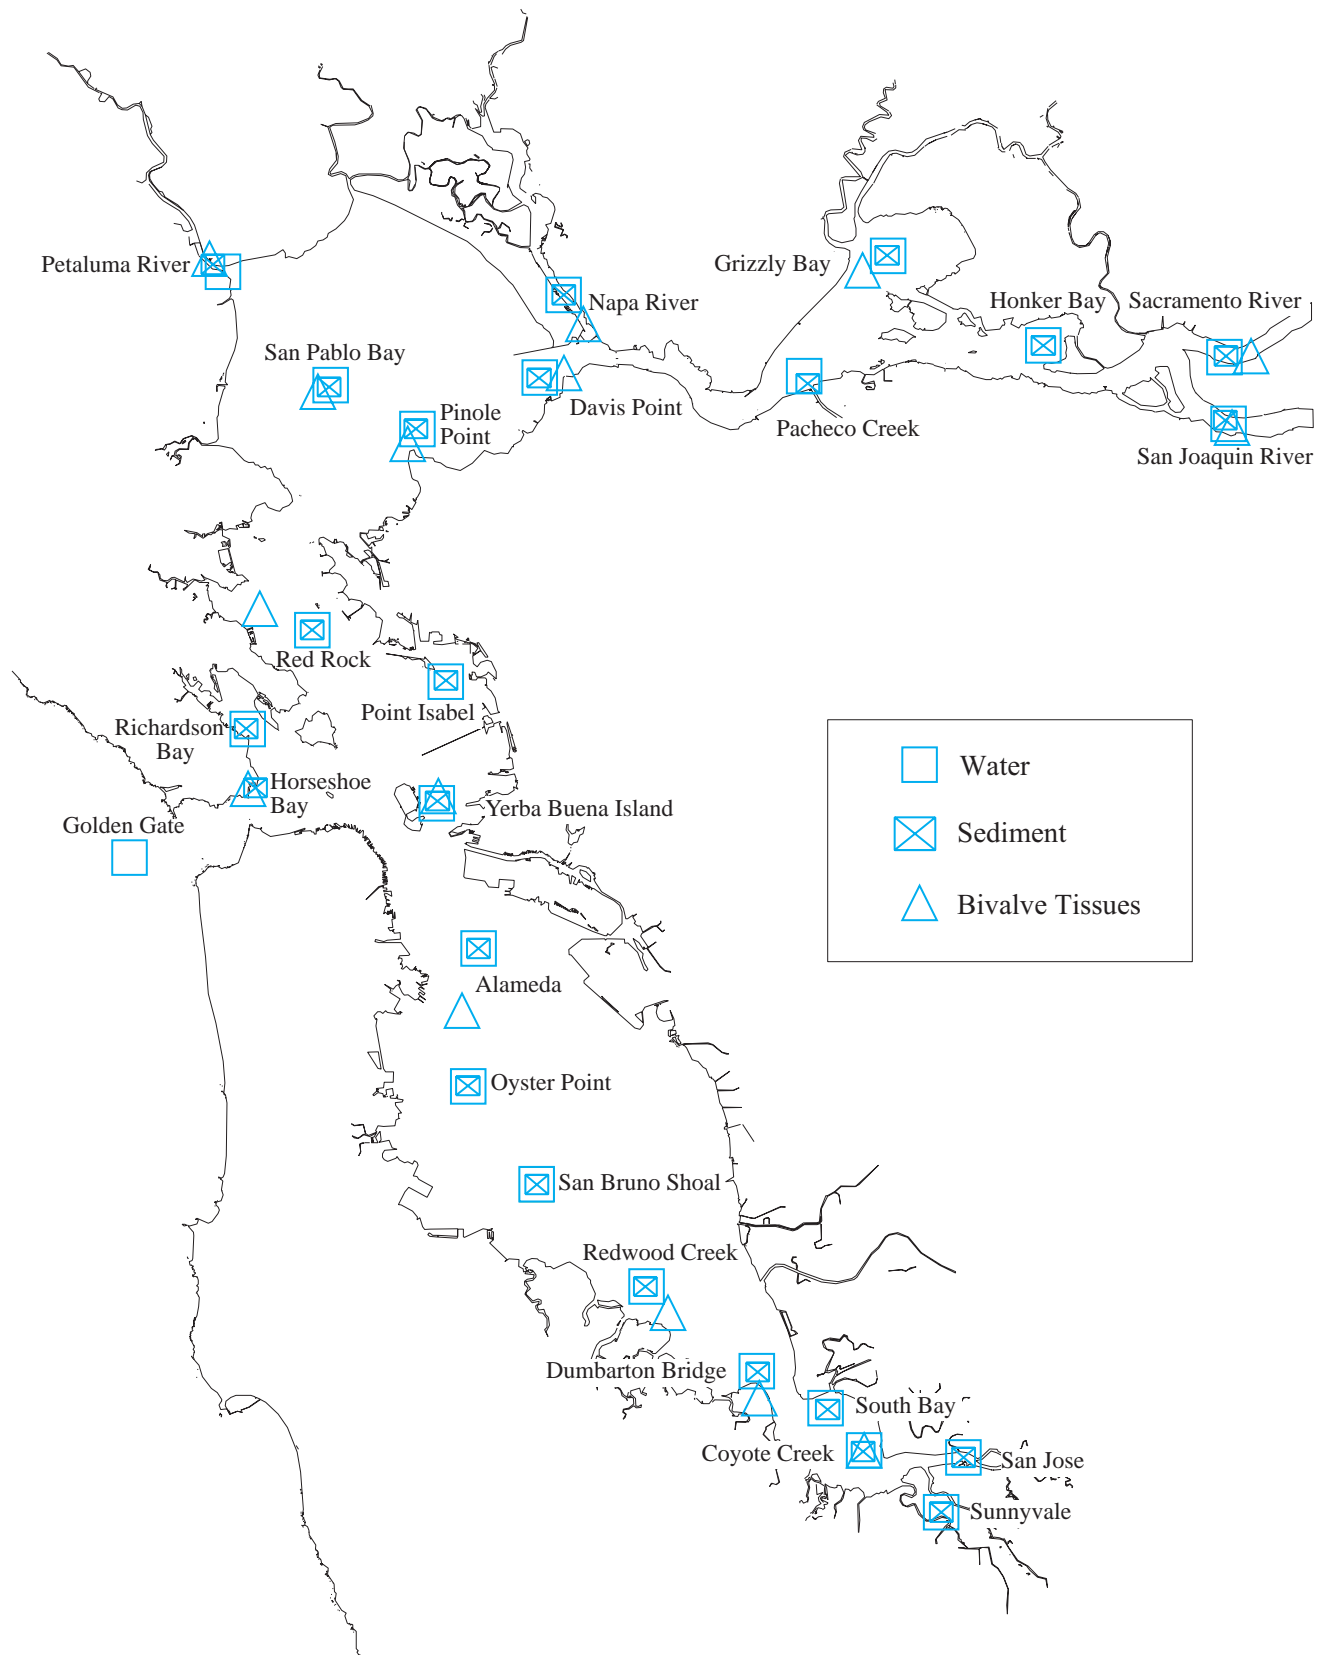 Petaluma River
Grizzly Bay
Napa River
Honker Bay
Sacramento River
San Pablo Bay
Davis Point
Pinole
Point
Pacheco Creek
San Joaquin River
Red Rock
Point Isabel
Richardson
Bay
Horseshoe
Bay
Golden Gate
Yerba Buena Island
Water
Sediment
Bivalve Tissues
Alameda
Oyster Point
San Bruno Shoal
Redwood Creek
Dumbarton Bridge
South Bay
Coyote Creek
San Jose
Sunnyvale